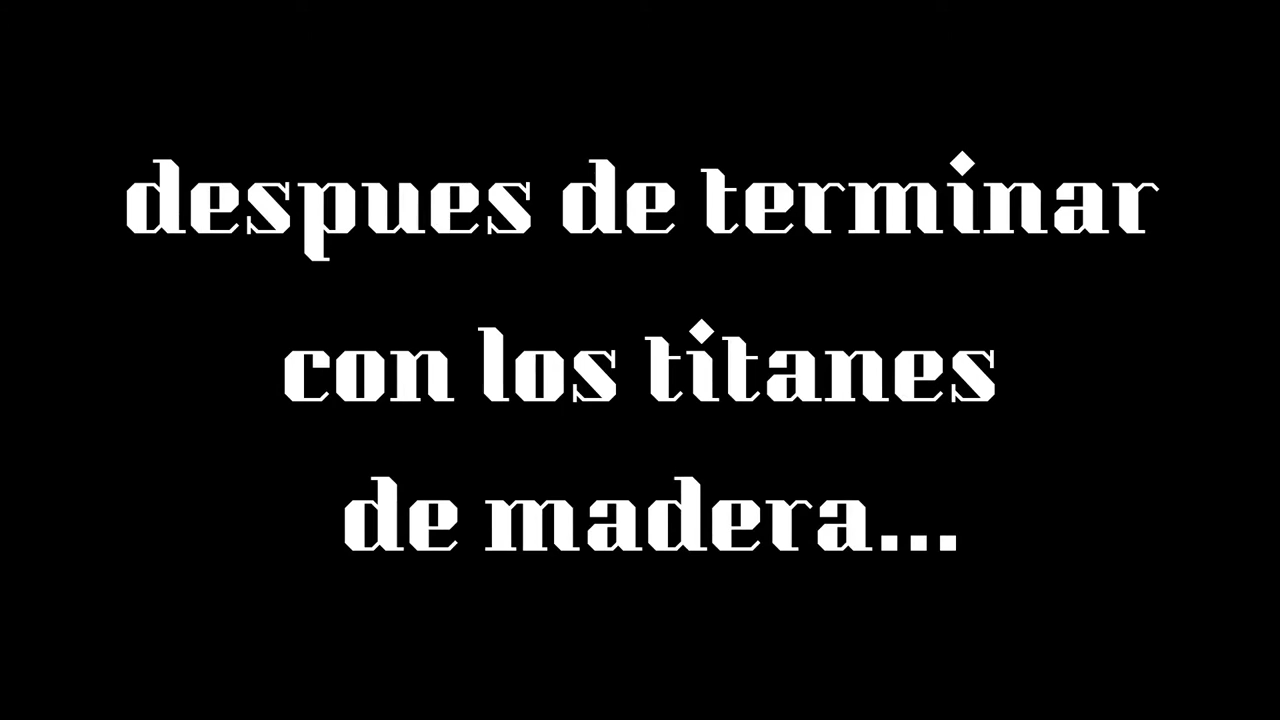 despues de terminar
con los titanes
de madera...